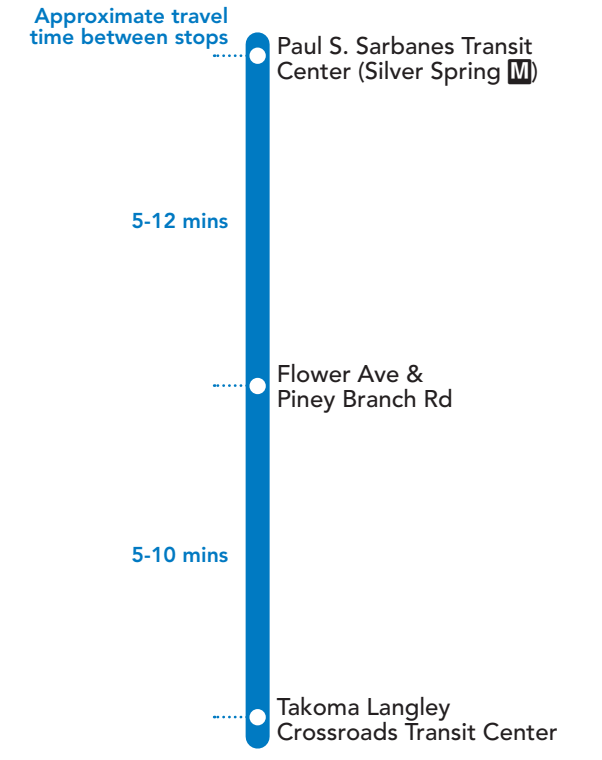 Approximate travel
time between stops
Paul S. Sarbanes Transit
Center (Silver Spring M)
5-12 mins
Flower Ave &
Piney Branch Rd
5-10 mins
Takoma Langley
Crossroads Transit Center